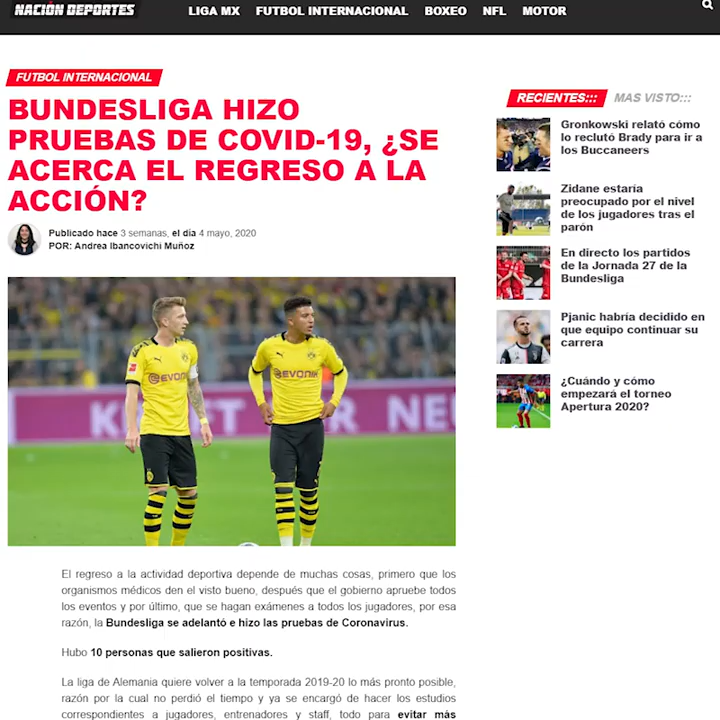 NACIÓN DEPORTES
LIGA MX FUTBOL INTERNACIONAL BOXEO NFL MOTOR
FUTBOL INTERNACIONAL
BUNDESLIGA HIZO
PRUEBAS DE COVID-19, ¿SE
ACERCA EL REGRESO A LA
ACCIÓN?
Publicado hace 3 semanas, el día 4 mayo, 2020
POR: Andrea Ibancovichi Muñoz
EVONIK
EVONIK
KRAFT
NEU
El regreso a la actividad deportiva depende de muchas cosas, primero que los
organismos médicos den el visto bueno, después que el gobierno apruebe todos
los eventos y por último, que se hagan exámenes a todos los jugadores, por esa
razón, la Bundesliga se adelantó e hizo las pruebas de Coronavirus.
Hubo 10 personas que salieron positivas.
La liga de Alemania quiere volver a la temporada 2019-20 lo más pronto posible,
razón por la cual no perdió el tiempo y ya se encargó de hacer los estudios
correspondientes a jugadores, entrenadores y staff, todo para evitar más
RECIENTES::: MAS VISTO:::
Gronkowski relató cómo
lo reclutó Brady para ir a
los Buccaneers
Zidane estaría
preocupado por el nivel
de los jugadores tras el
parón
En directo los partidos
de la Jornada 27 de la
Bundesliga
Pjanic habría decidido en
que equipo continuar su
carrera
¿Cuándo y cómo
empezará el torneo
Apertura 2020?